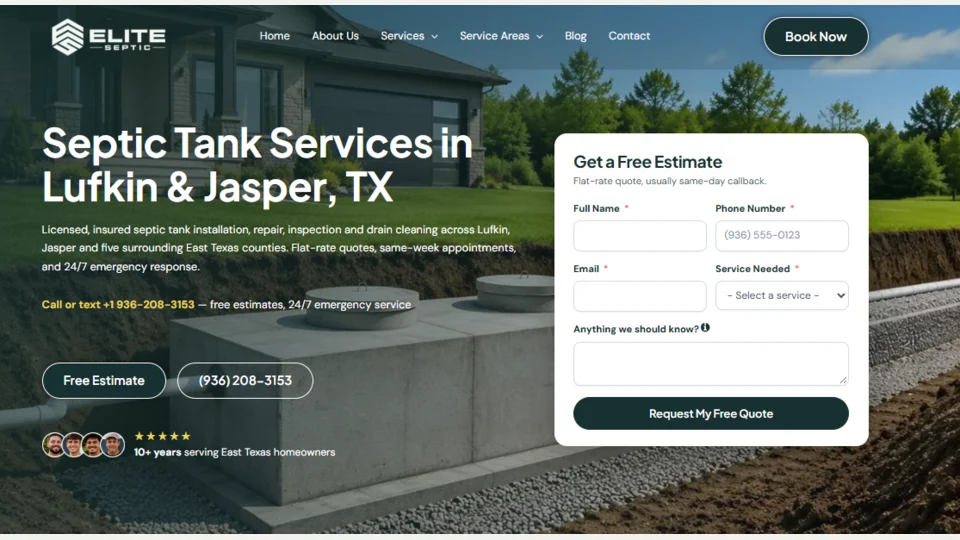 ELITE
SEPTIC
Home About Us Services Service Areas Blog Contact
Book Now
Septic Tank Services in
Lufkin & Jasper, TX
Licensed, insured septic tank installation, repair, inspection and drain cleaning across Lufkin,
Jasper and five surrounding East Texas counties. Flat-rate quotes, same-week appointments,
and 24/7 emergency response.
Call or text +1 936-208-3153 — free estimates, 24/7 emergency service
Free Estimate (936) 208-3153
★★★★★
10+ years serving East Texas homeowners
Get a Free Estimate
Flat-rate quote, usually same-day callback.
Full Name * Phone Number *
(936) 555-0123
Email * Service Needed *
- Select a service -
Anything we should know?
Request My Free Quote